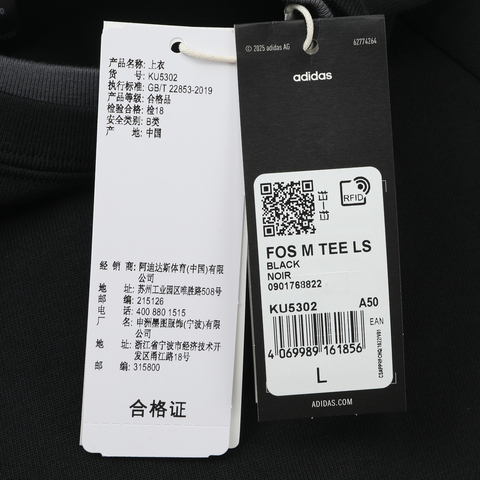 产品名称: 上衣
货 号: KU5302
执行标准: GB/T 22853-2019
产品等级: 合格品
检验合格: 检18
安全类别: B类
产 地: 中国
经 销 商: 阿迪达斯体育(中国)有限公司
地 址: 苏州工业园区唯亭路508号
邮 编: 215126
电 话: 400 880 1515
厂 名: 申洲墨图服饰(宁波)有限公司
地 址: 浙江省宁波市经济技术开发区甬江路18号
邮 编: 315800
合格证
© 2025 adidas AG
62774264
adidas
RFID
FOS M TEE LS
BLACK
NOIR
0901768822
KU5302
A50
EAN
4 069989 161856
L
ADIDAS.COM